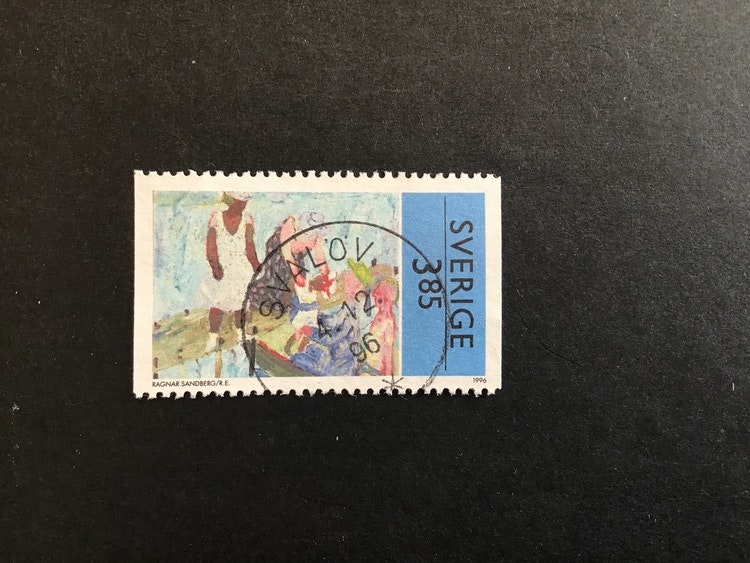 SVERIGE
385
SVALÖV
4.12.
96
RAGNAR SANDBERG/R.E.
1996